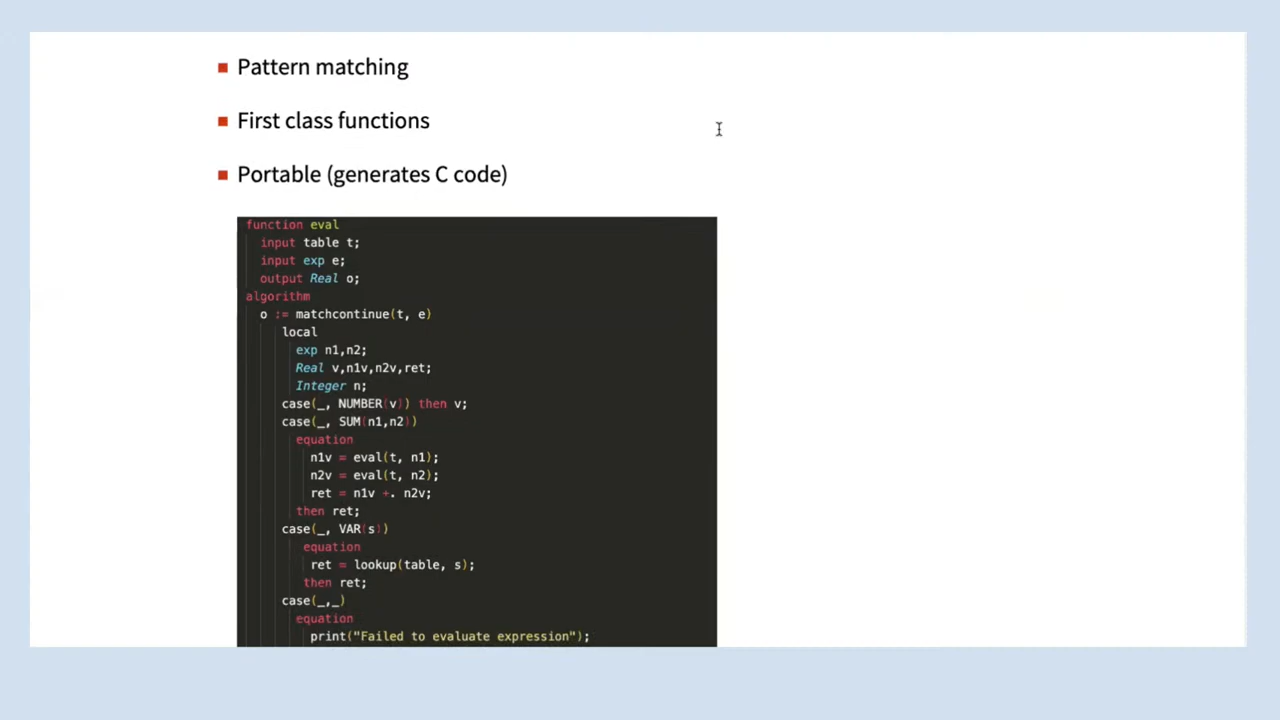 Pattern matching
First class functions
Portable (generates C code)
function eval
input table t;
input exp e;
output Real o;
algorithm
o := matchcontinue(t, e)
local
exp n1,n2;
Real v,n1v,n2v,ret;
Integer n;
case(_, NUMBER(v)) then v;
case(_, SUM(n1,n2))
equation
n1v = eval(t, n1);
n2v = eval(t, n2);
ret = n1v +. n2v;
then ret;
case(_, VAR(s))
equation
ret = lookup(table, s);
then ret;
case(_,_)
equation
print("Failed to evaluate expression");